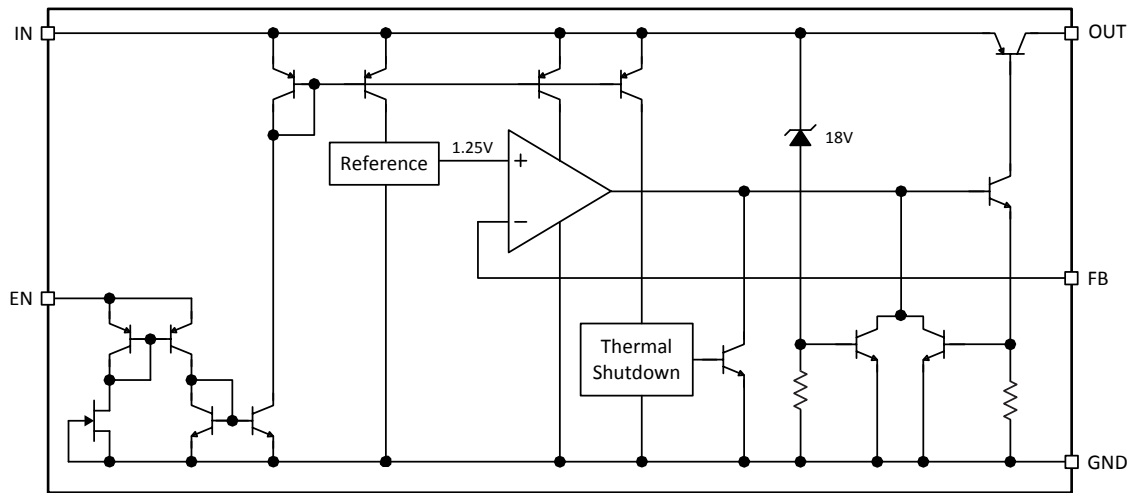 IN
OUT
18V
1.25V
Reference
+
−
FB
EN
Thermal
Shutdown
GND